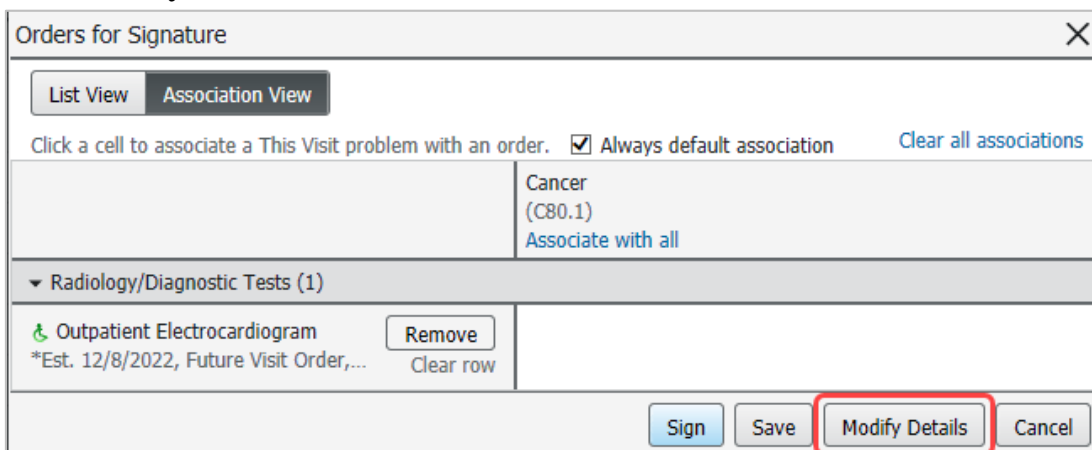 Orders for Signature
List View Association View
Click a cell to associate a This Visit problem with an order. Always default association Clear all associations
Cancer
(C80.1)
Associate with all
Radiology/Diagnostic Tests (1)
Outpatient Electrocardiogram Remove
*Est. 12/8/2022, Future Visit Order,... Clear row
Sign Save Modify Details Cancel